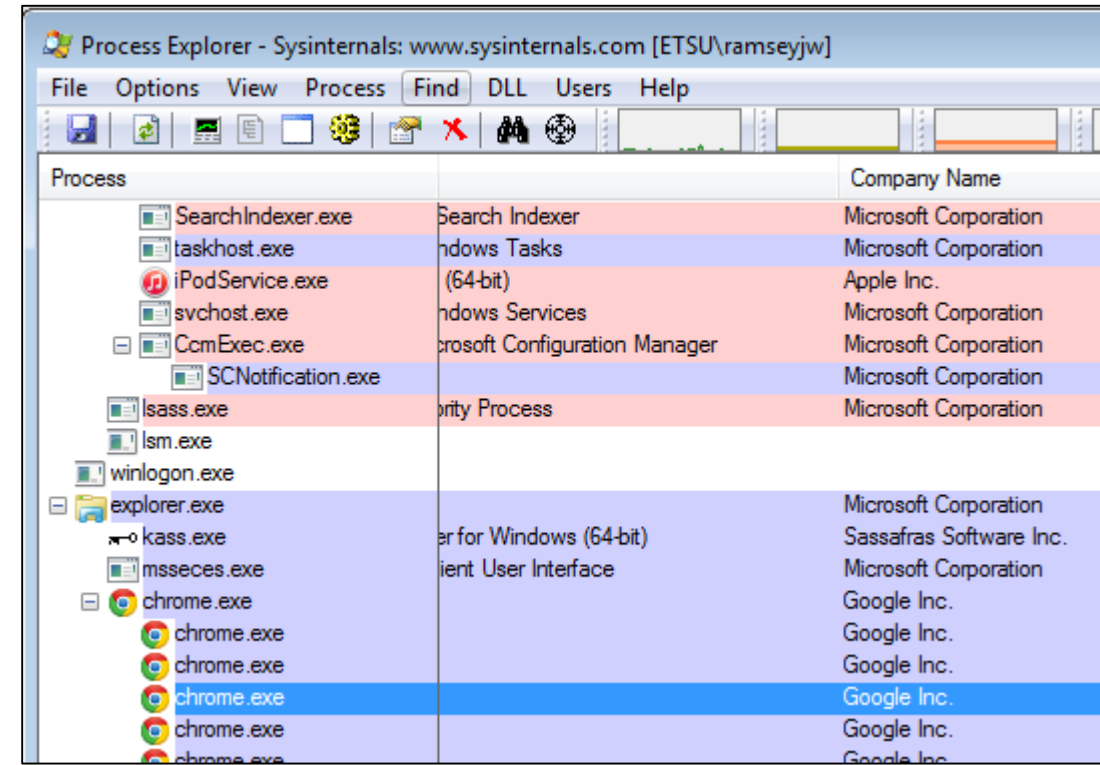 Process Explorer - Sysinternals: www.sysinternals.com [ETSU\ramseyjw]
File Options View Process Find DLL Users Help
Process Company Name
SearchIndexer.exe Search Indexer Microsoft Corporation
taskhost.exe ndows Tasks Microsoft Corporation
iPodService.exe (64-bit) Apple Inc.
svchost.exe ndows Services Microsoft Corporation
CcmExec.exe crosoft Configuration Manager Microsoft Corporation
SCNotification.exe Microsoft Corporation
lsass.exe ority Process Microsoft Corporation
lsm.exe
winlogon.exe
explorer.exe Microsoft Corporation
kass.exe er for Windows (64-bit) Sassafras Software Inc.
msseces.exe ient User Interface Microsoft Corporation
chrome.exe Google Inc.
chrome.exe Google Inc.
chrome.exe Google Inc.
chrome.exe Google Inc.
chrome.exe Google Inc.
chrome.exe Google Inc.